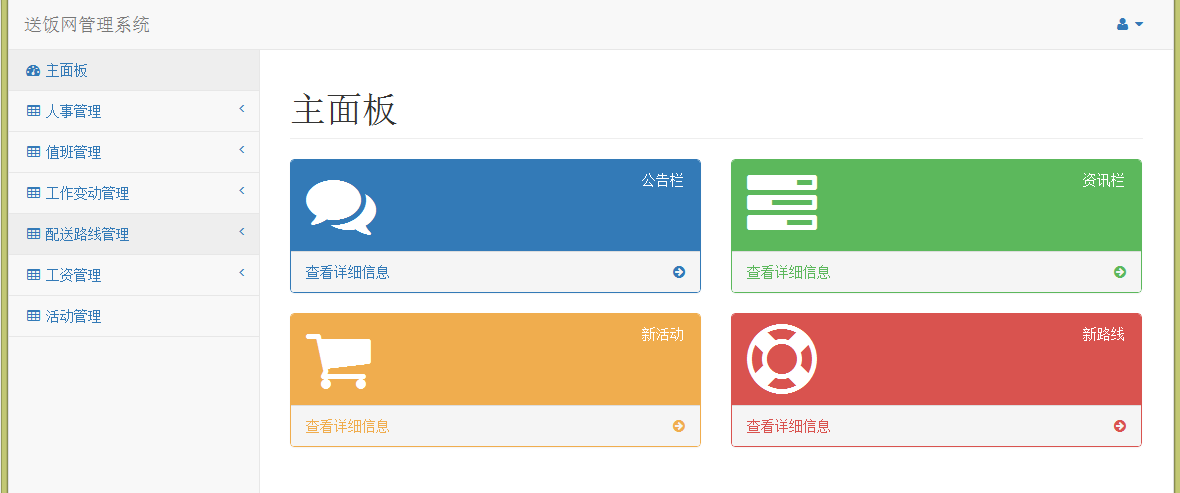 送饭网管理系统
主面板
人事管理
值班管理
工作变动管理
配送路线管理
工资管理
活动管理
主面板
公告栏
查看详细信息
资讯栏
查看详细信息
新活动
查看详细信息
新路线
查看详细信息